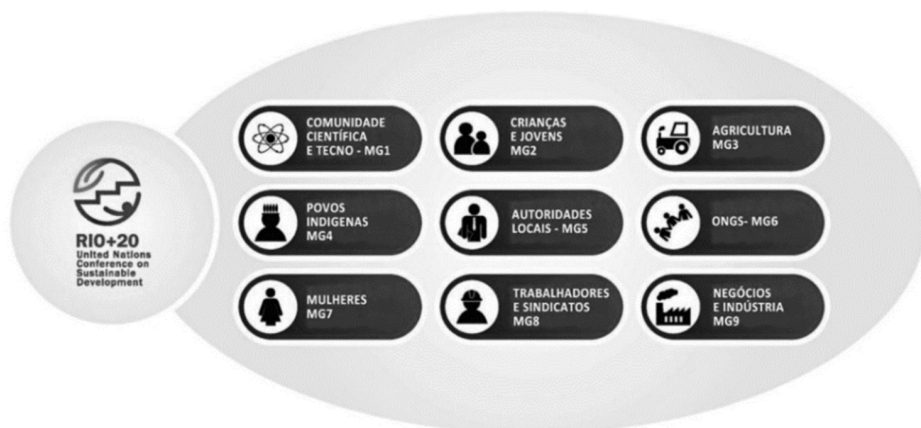 RIO+20
United Nations
Conference on
Sustainable
Development
COMUNIDADE
CIENTÍFICA
E TECNO - MG1
CRIANÇAS
E JOVENS
MG2
AGRICULTURA
MG3
POVOS
INDIGENAS
MG4
AUTORIDADES
LOCAIS - MG5
ONGS- MG6
MULHERES
MG7
TRABALHADORES
E SINDICATOS
MG8
NEGÓCIOS
E INDÚSTRIA
MG9